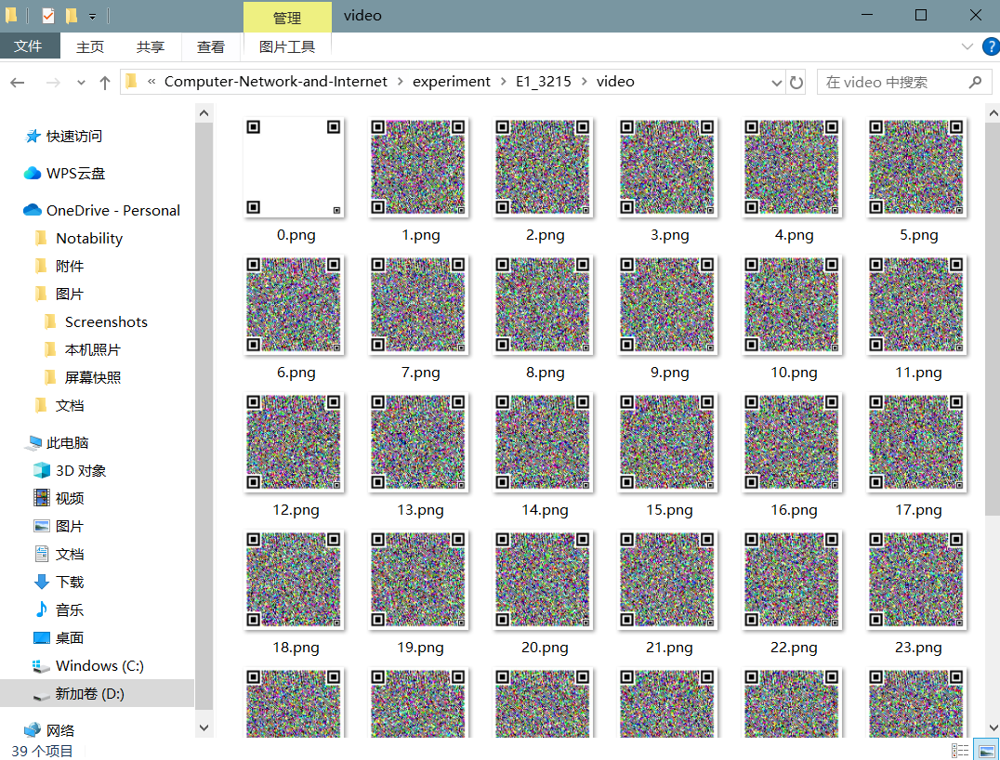 管理
video
文件
主页
共享
查看
图片工具
?
« Computer-Network-and-Internet > experiment > E1_3215 > video
在 video 中搜索
快速访问
WPS云盘
OneDrive - Personal
Notability
附件
图片
Screenshots
本机照片
屏幕快照
文档
此电脑
3D 对象
视频
图片
文档
下载
音乐
桌面
Windows (C:)
新加卷 (D:)
网络
0.png
1.png
2.png
3.png
4.png
5.png
6.png
7.png
8.png
9.png
10.png
11.png
12.png
13.png
14.png
15.png
16.png
17.png
18.png
19.png
20.png
21.png
22.png
23.png
39 个项目